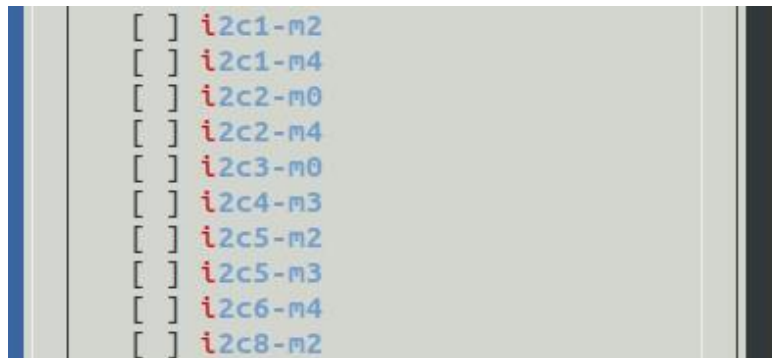 [ ] i2c1-m2
[ ] i2c1-m4
[ ] i2c2-m0
[ ] i2c2-m4
[ ] i2c3-m0
[ ] i2c4-m3
[ ] i2c5-m2
[ ] i2c5-m3
[ ] i2c6-m4
[ ] i2c8-m2